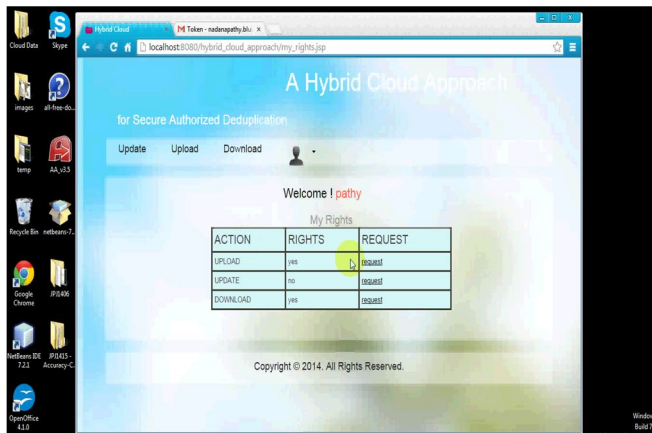 Hybrid Cloud
Token - nadanapathy.blu
localhost:8080/hybrid_cloud_approach/my_rights.jsp
A Hybrid Cloud Approach
for Secure Authorized Deduplication
Update Upload Download
Welcome ! pathy
My Rights
ACTION RIGHTS REQUEST
UPLOAD yes request
UPDATE no request
DOWNLOAD yes request
Copyright © 2014. All Rights Reserved.
Cloud Data
Skype
images
all-free-do...
temp
AA_v3.5
Recycle Bin
netbeans-7...
Google
Chrome
JPJ1406
NetBeans IDE
7.2.1
JPJ1415 -
Accuracy-C...
OpenOffice
4.1.0
Window
Build 7